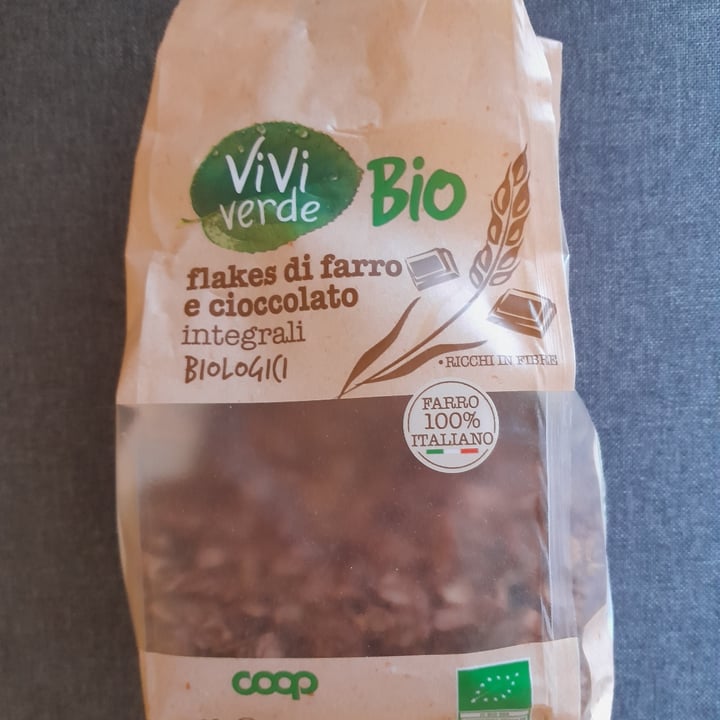 ViVi
verde
Bio
flakes di farro
e cioccolato
integrali
BIOLOGICI
•RICCHI IN FIBRE
FARRO
100%
ITALIANO
coop